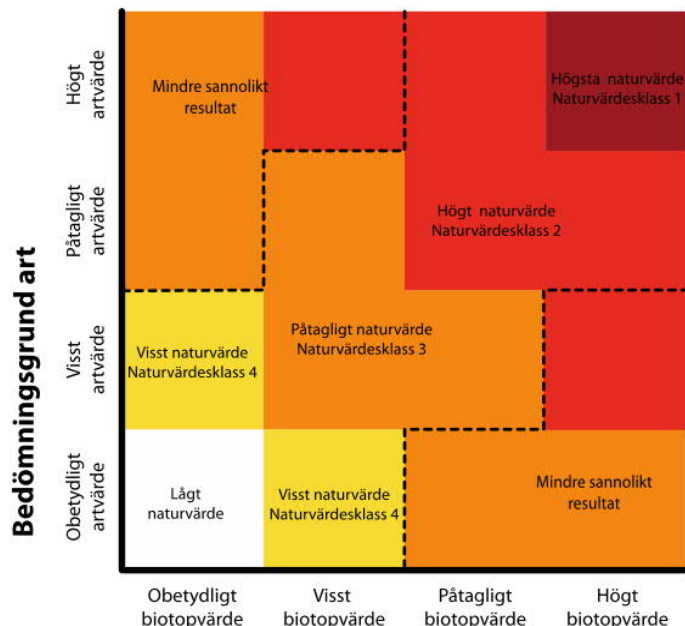 Bedömningsgrund art
Högt
artvärde
Påtagligt
artvärde
Visst
artvärde
Obetydligt
artvärde
Mindre sannolikt
resultat
Högsta naturvärde
Naturvärdesklass 1
Högt naturvärde
Naturvärdesklass 2
Påtagligt naturvärde
Naturvärdesklass 3
Visst naturvärde
Naturvärdesklass 4
Lågt
naturvärde
Visst naturvärde
Naturvärdesklass 4
Mindre sannolikt
resultat
Obetydligt
biotopvärde
Visst
biotopvärde
Påtagligt
biotopvärde
Högt
biotopvärde